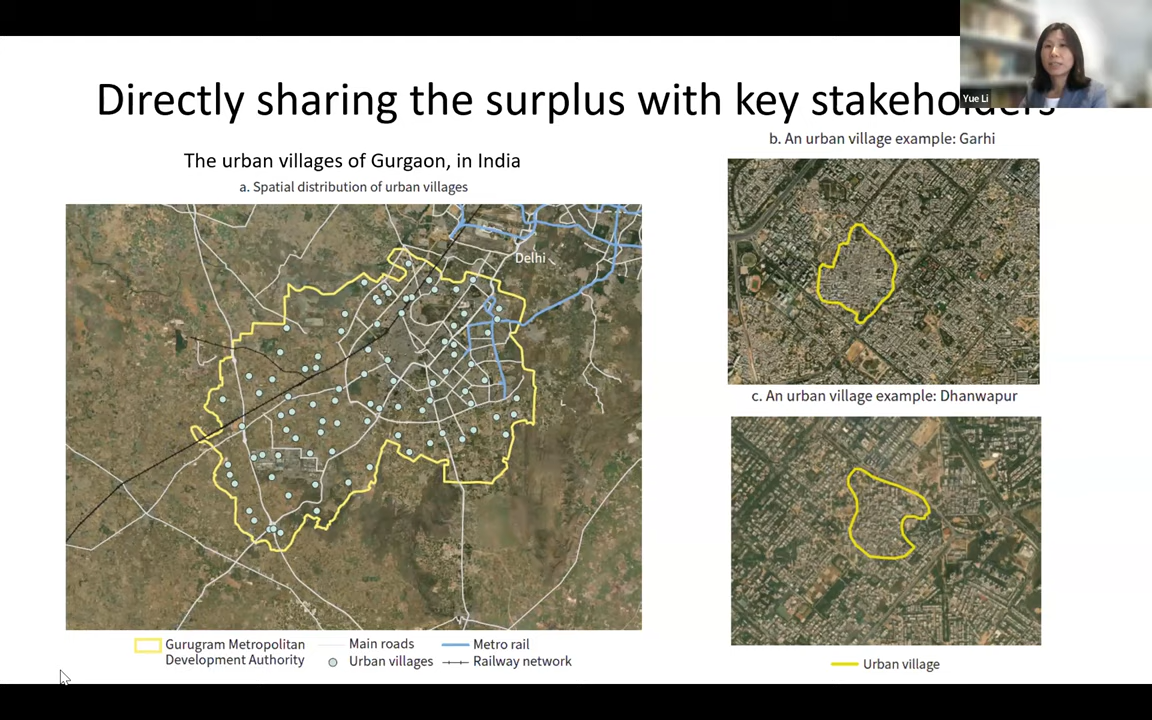 Directly sharing the surplus with key stakeholders
Yue Li
The urban villages of Gurgaon, in India
a. Spatial distribution of urban villages
Delhi
Gurugram Metropolitan
Development Authority
Main roads
Urban villages
Metro rail
Railway network
b. An urban village example: Garhi
c. An urban village example: Dhanwapur
Urban village